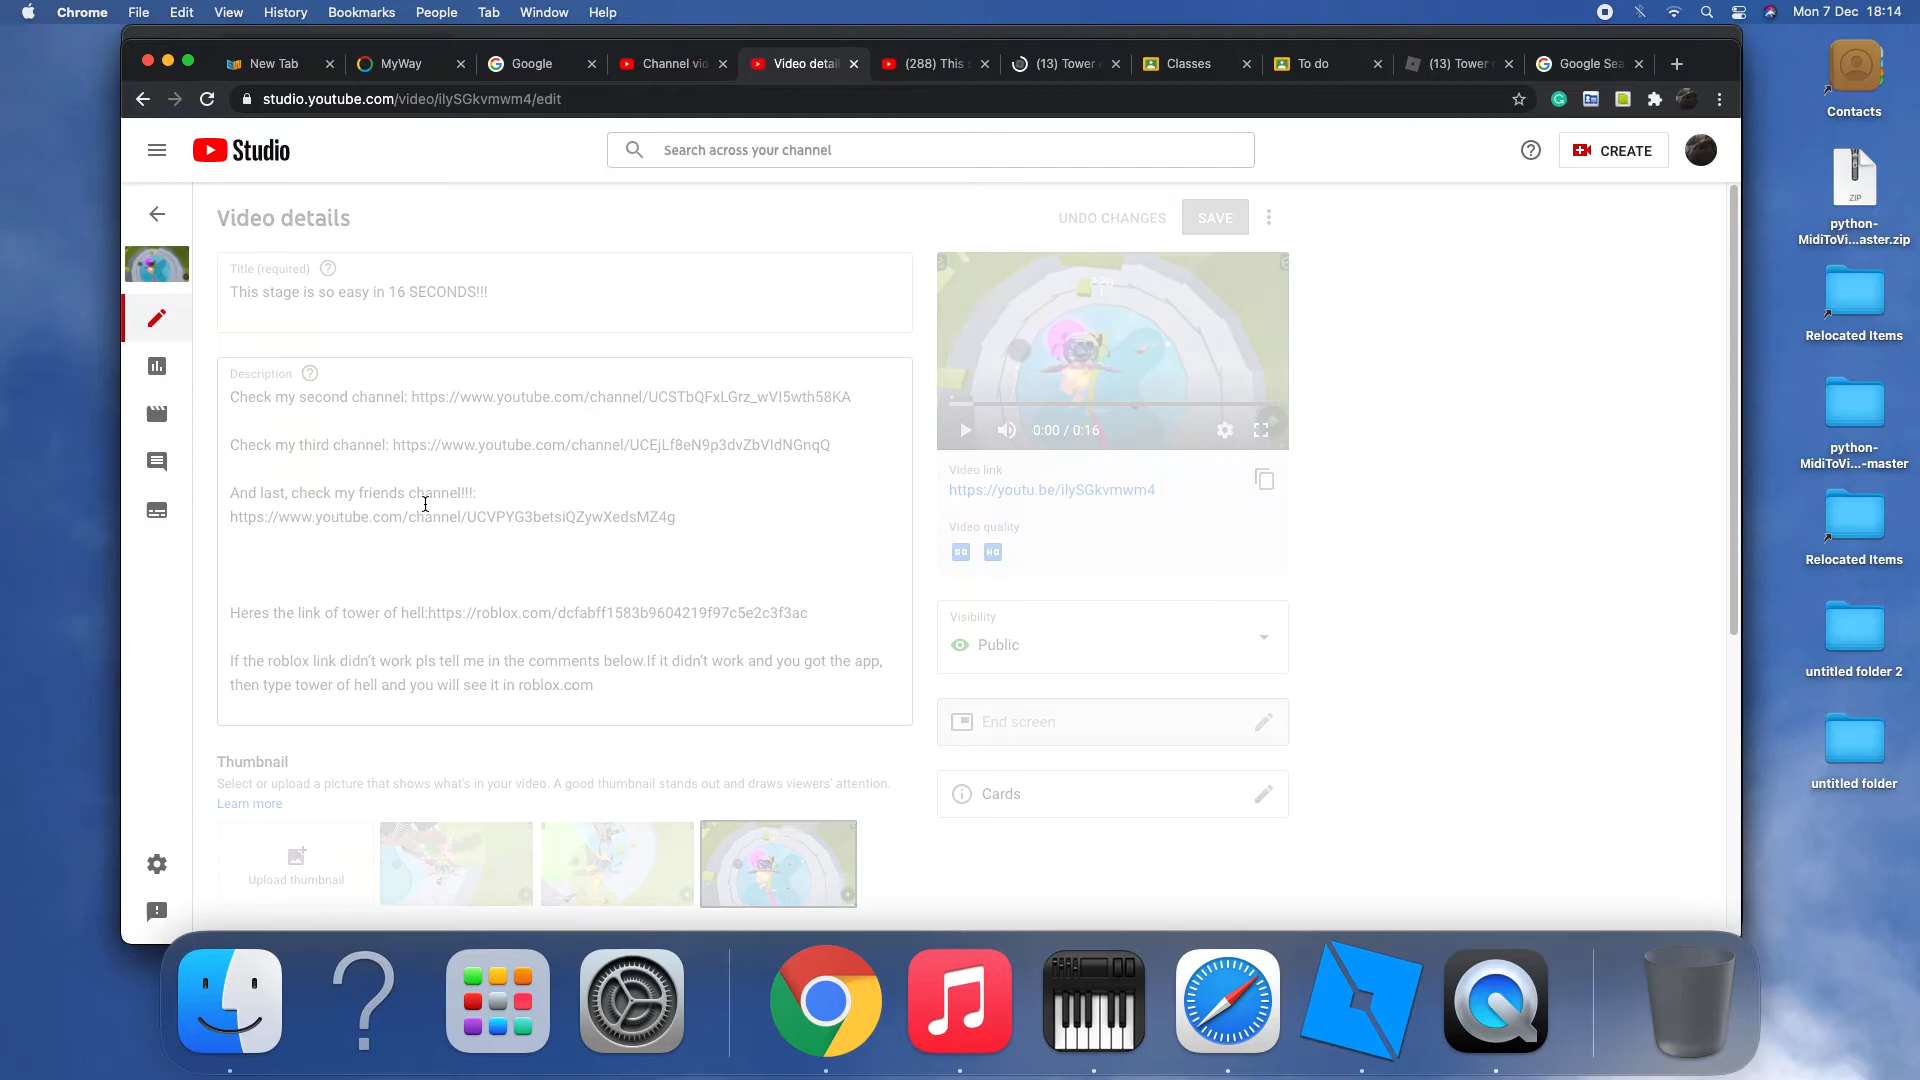 Chrome File Edit View History Bookmarks People Tab Window Help Mon 7 Dec 18:14
New Tab MyWay Google Channel vid Video detail (288) This s (13) Tower o Classes To do (13) Tower o Google Sea
studio.youtube.com/video/ilySGkvmwm4/edit
Studio Search across your channel CREATE
Video details UNDO CHANGES SAVE
Title (required)
This stage is so easy in 16 SECONDS!!!
Description
Check my second channel: https://www.youtube.com/channel/UCSTbQFxLGrz_wVI5wth58KA
Check my third channel: https://www.youtube.com/channel/UCEjLf8eN9p3dvZbVIdNGnqQ
And last, check my friends channel!!!:
https://www.youtube.com/channel/UCVPYG3betsiQZywXedsMZ4g
Heres the link of tower of hell:https://roblox.com/dcfabff1583b9604219f97c5e2c3f3ac
If the roblox link didn't work pls tell me in the comments below.If it didn't work and you got the app,
then type tower of hell and you will see it in roblox.com
Thumbnail
Select or upload a picture that shows what's in your video. A good thumbnail stands out and draws viewers' attention.
Learn more
Upload thumbnail
0:00 / 0:16
Video link
https://youtu.be/ilySGkvmwm4
Video quality
SD HD
Visibility
Public
End screen
Cards
Contacts
ZIP
python-
MidiToVi...aster.zip
Relocated Items
python-
MidiToVi...-master
Relocated Items
untitled folder 2
untitled folder